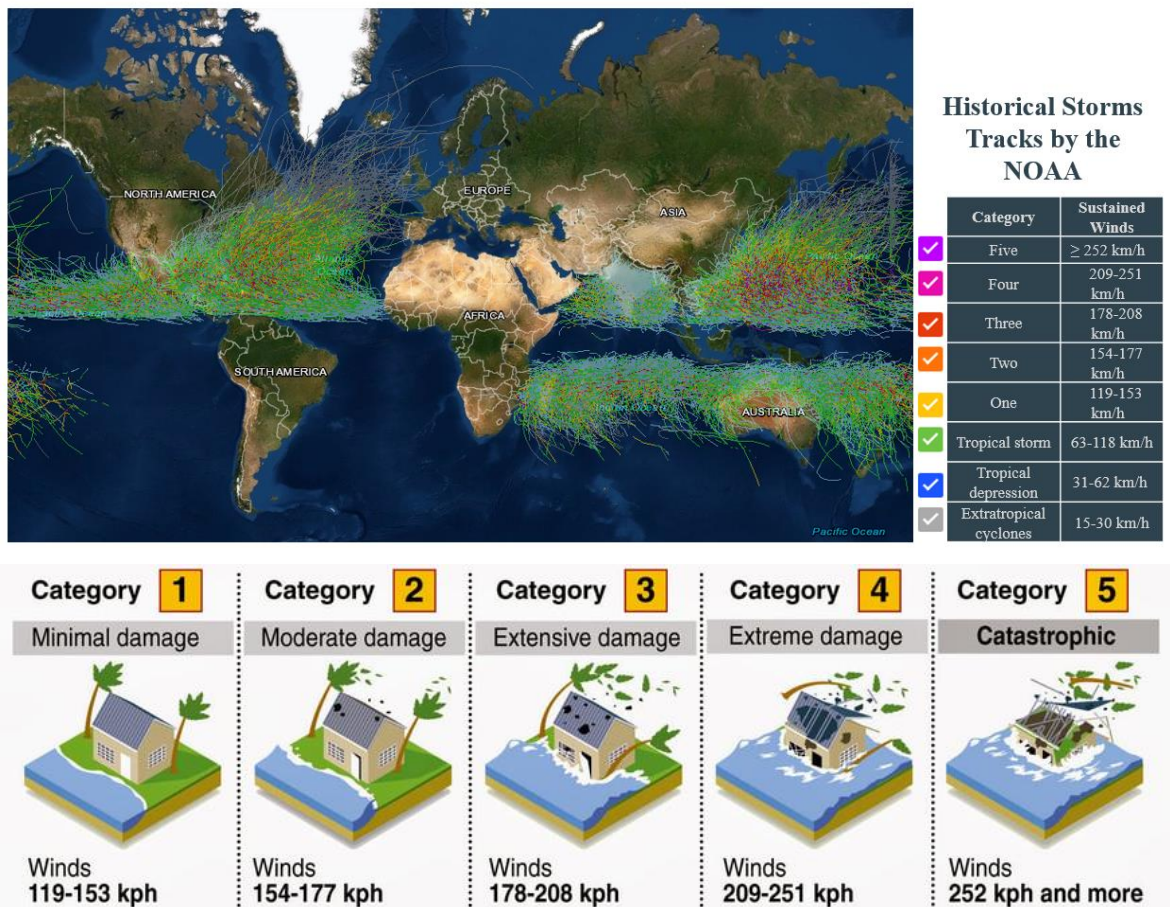 NORTH AMERICA
EUROPE
ASIA
Atlantic
Ocean
AFRICA
SOUTH AMERICA
Indian Ocean
AUSTRALIA
Pacific Ocean
Historical Storms
Tracks by the
NOAA
Category Sustained
Winds
Five ≥ 252 km/h
Four 209-251
km/h
Three 178-208
km/h
Two 154-177
km/h
One 119-153
km/h
Tropical storm 63-118 km/h
Tropical
depression 31-62 km/h
Extratropical
cyclones 15-30 km/h
Category 1
Minimal damage
Winds
119-153 kph
Category 2
Moderate damage
Winds
154-177 kph
Category 3
Extensive damage
Winds
178-208 kph
Category 4
Extreme damage
Winds
209-251 kph
Category 5
Catastrophic
Winds
252 kph and more